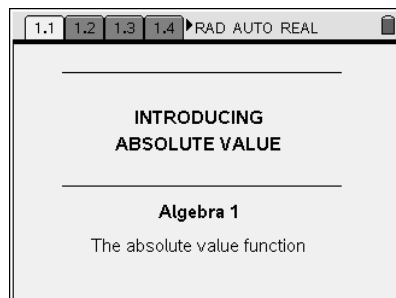 1.1 1.2 1.3 1.4 RAD AUTO REAL
INTRODUCING
ABSOLUTE VALUE
Algebra 1
The absolute value function